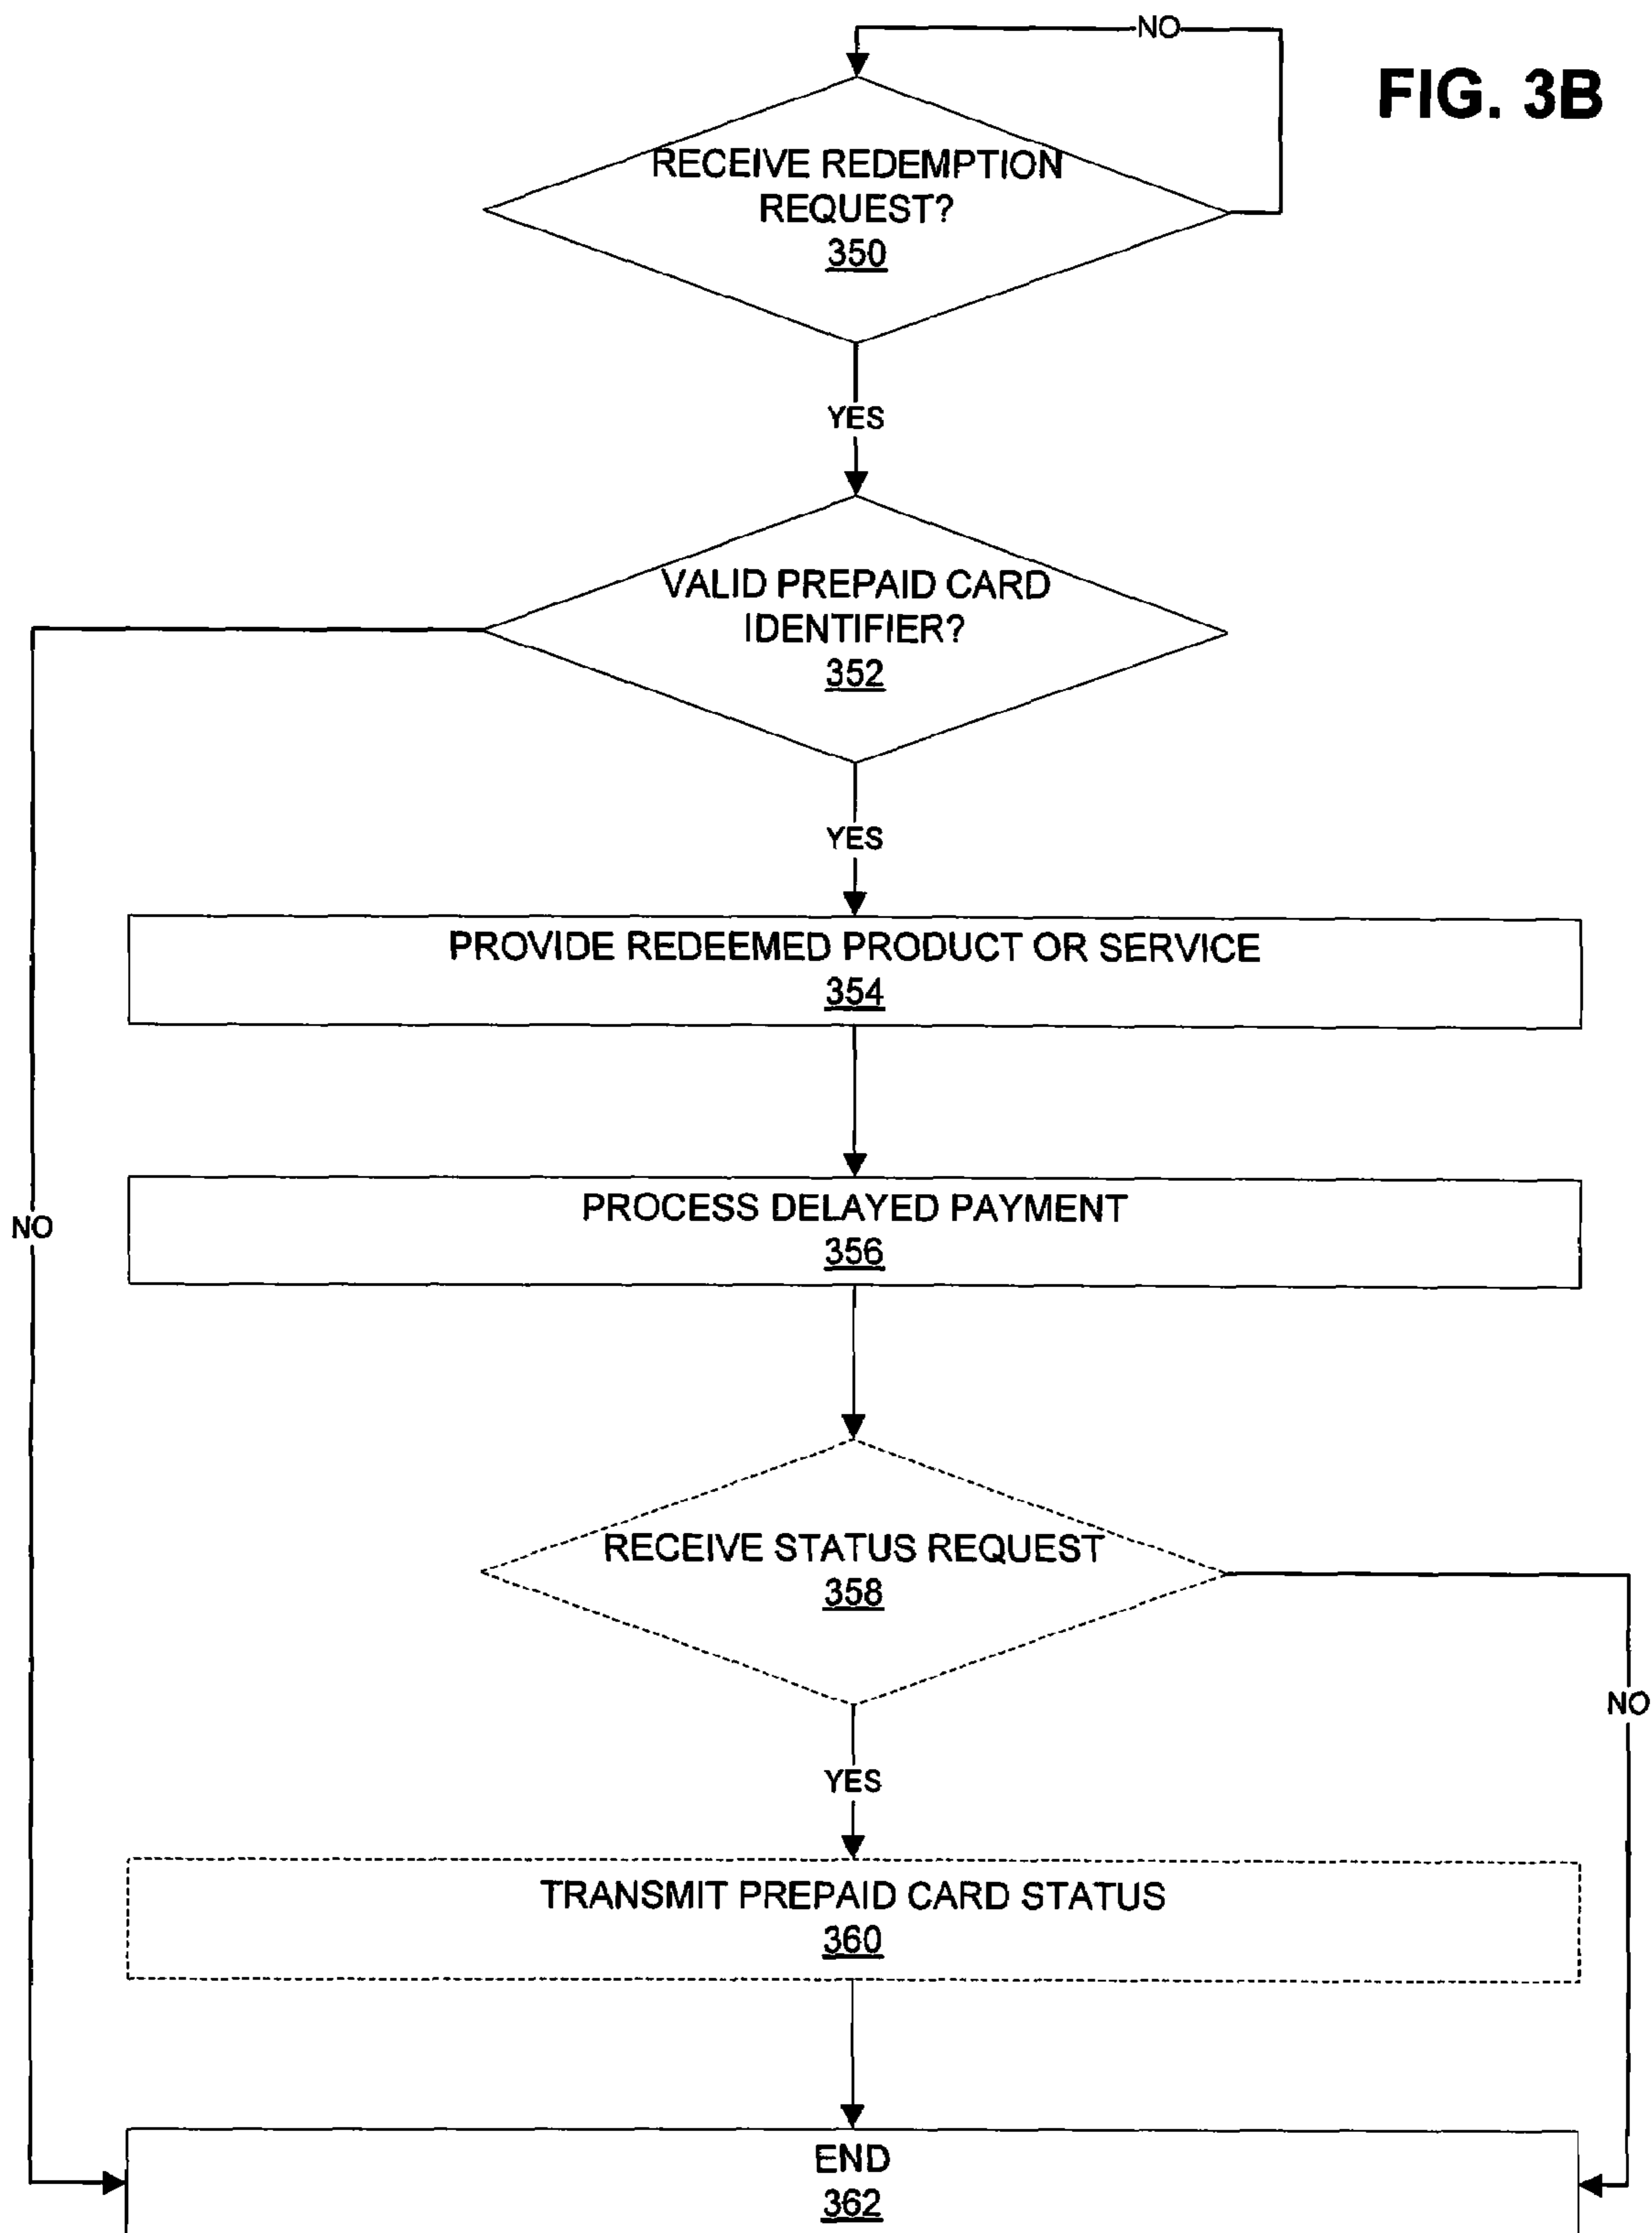 NO
FIG. 3B
RECEIVE REDEMPTION
REQUEST?
350
YES
VALID PREPAID CARD
IDENTIFIER?
352
YES
PROVIDE REDEEMED PRODUCT OR SERVICE
354
PROCESS DELAYED PAYMENT
356
NO
RECEIVE STATUS REQUEST
358
NO
YES
TRANSMIT PREPAID CARD STATUS
360
END
362